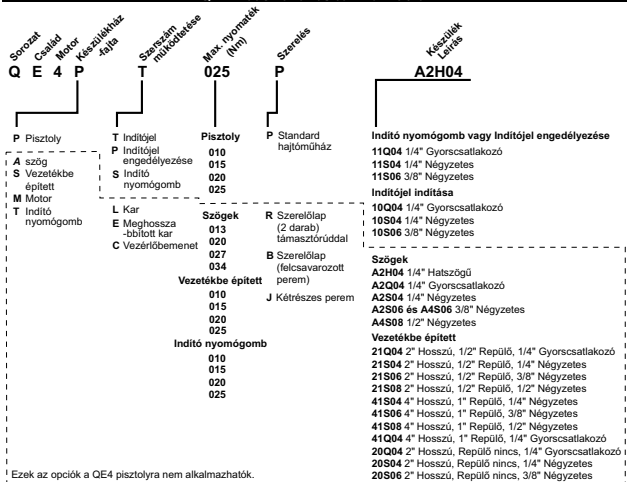 Sorozat
Család
Motor
Készülékház
-fajta
Szerszám
működtetése
Max. nyomaték
(Nm)
Szerelés
Készülék
Leírás
Q E 4 P T 025 P A2H04
P Pisztoly
A szög
S Vezetékbe
épített
M Motor
T Indító
nyomógomb
T Indítójel
P Indítójel
engedélyezése
S Indító
nyomógomb
L Kar
E Meghossza
-bbított kar
C Vezérlőbemenet
Pisztoly
010
015
020
025
Szögek
013
020
027
034
Vezetékbe épített
010
015
020
025
Indító nyomógomb
010
015
020
025
P Standard
hajtóműház
R Szerelőlap
(2 darab)
támasztórúddal
B Szerelőlap
(felcsavarozott
perem)
J Kétrészes perem
Indító nyomógomb vagy Indítójel engedélyezése
11Q04 1/4" Gyorscsatlakozó
11S04 1/4" Négyzetes
11S06 3/8" Négyzetes
Indítójel indítása
10Q04 1/4" Gyorscsatlakozó
10S04 1/4" Négyzetes
10S06 3/8" Négyzetes
Szögek
A2H04 1/4" Hatszögű
A2Q04 1/4" Gyorscsatlakozó
A2S04 1/4" Négyzetes
A2S06 és A4S06 3/8" Négyzetes
A4S08 1/2" Négyzetes
Vezetékbe épített
21Q04 2" Hosszú, 1/2" Repülő, 1/4" Gyorscsatlakozó
21S04 2" Hosszú, 1/2" Repülő, 1/4" Négyzetes
21S06 2" Hosszú, 1/2" Repülő, 3/8" Négyzetes
21S08 2" Hosszú, 1/2" Repülő, 1/2" Négyzetes
41S04 4" Hosszú, 1" Repülő, 1/4" Négyzetes
41S06 4" Hosszú, 1" Repülő, 3/8" Négyzetes
41S08 4" Hosszú, 1" Repülő, 1/2" Négyzetes
41Q04 4" Hosszú, 1" Repülő, 1/4" Gyorscsatlakozó
20Q04 2" Hosszú, Repülő nincs, 1/4" Gyorscsatlakozó
20S04 2" Hosszú, Repülő nincs, 1/4" Négyzetes
20S06 2" Hosszú, Repülő nincs, 3/8" Négyzetes
Ezek az opciók a QE4 pisztolyra nem alkalmazhatók.